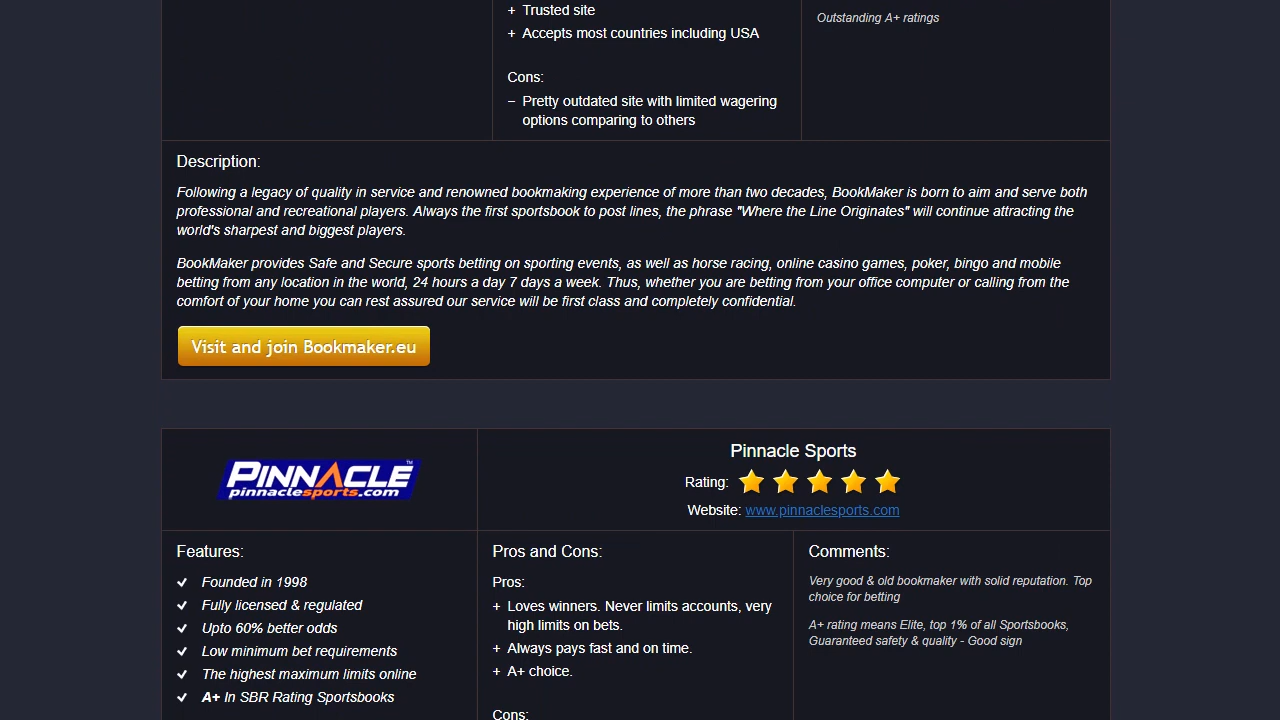 + Trusted site
+ Accepts most countries including USA
Cons:
– Pretty outdated site with limited wagering
options comparing to others
Outstanding A+ ratings
Description:
Following a legacy of quality in service and renowned bookmaking experience of more than two decades, BookMaker is born to aim and serve both
professional and recreational players. Always the first sportsbook to post lines, the phrase "Where the Line Originates" will continue attracting the
world's sharpest and biggest players.
BookMaker provides Safe and Secure sports betting on sporting events, as well as horse racing, online casino games, poker, bingo and mobile
betting from any location in the world, 24 hours a day 7 days a week. Thus, whether you are betting from your office computer or calling from the
comfort of your home you can rest assured our service will be first class and completely confidential.
Visit and join Bookmaker.eu
PINNACLE™
pinnaclesports.com
Pinnacle Sports
Rating:
Website: www.pinnaclesports.com
Features:
Founded in 1998
Fully licensed & regulated
Upto 60% better odds
Low minimum bet requirements
The highest maximum limits online
A+ In SBR Rating Sportsbooks
Pros and Cons:
Pros:
+ Loves winners. Never limits accounts, very
high limits on bets.
+ Always pays fast and on time.
+ A+ choice.
Cons:
Comments:
Very good & old bookmaker with solid reputation. Top
choice for betting
A+ rating means Elite, top 1% of all Sportsbooks,
Guaranteed safety & quality - Good sign